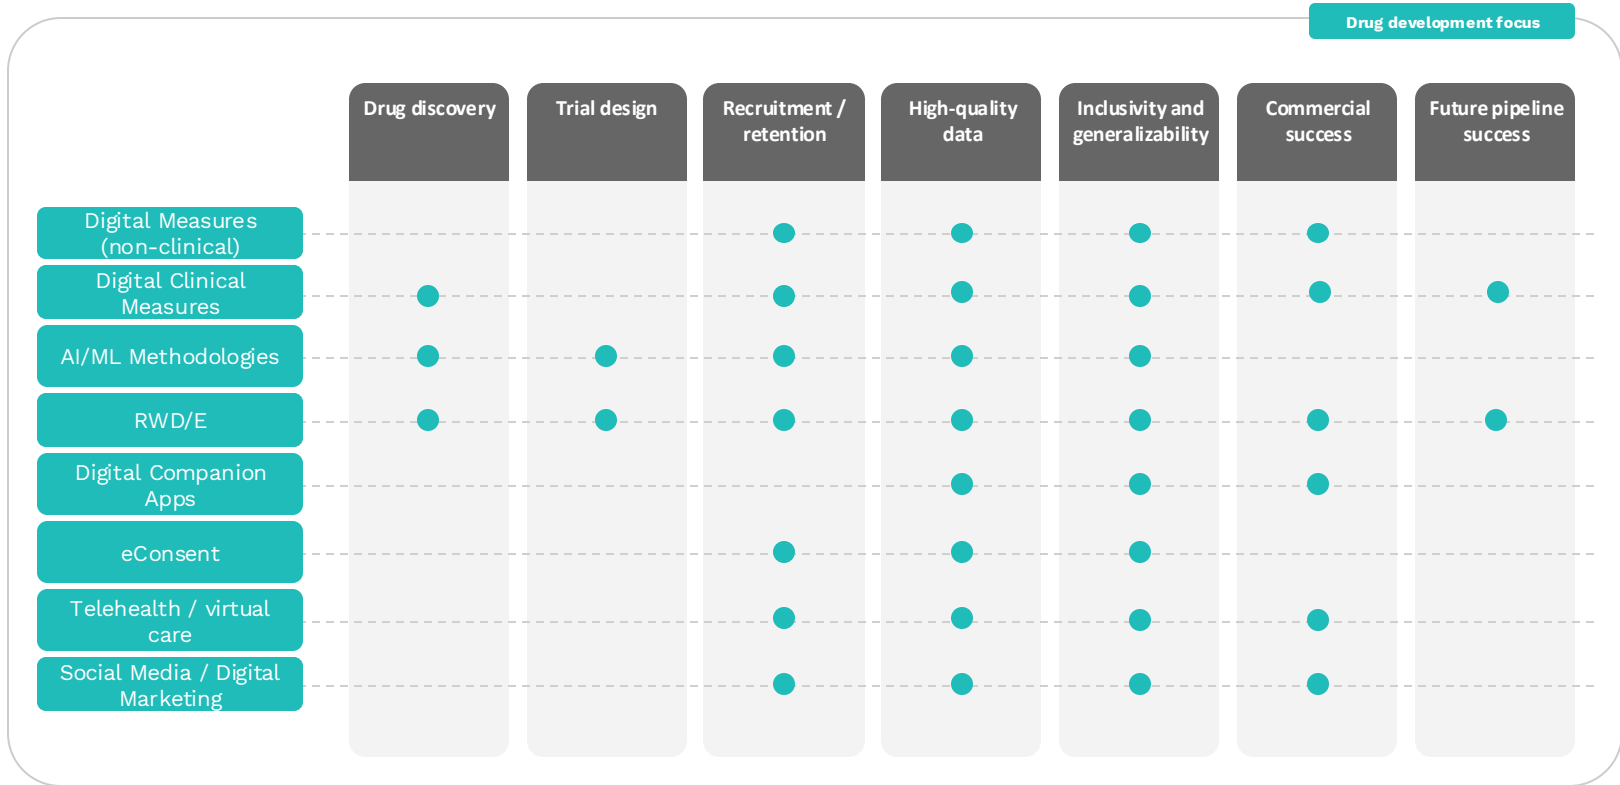 Drug development focus
Drug discovery
Trial design
Recruitment /
retention
High-quality
data
Inclusivity and
generalizability
Commercial
success
Future pipeline
success
Digital Measures
(non-clinical)
Digital Clinical
Measures
AI/ML Methodologies
RWD/E
Digital Companion
Apps
eConsent
Telehealth / virtual
care
Social Media / Digital
Marketing